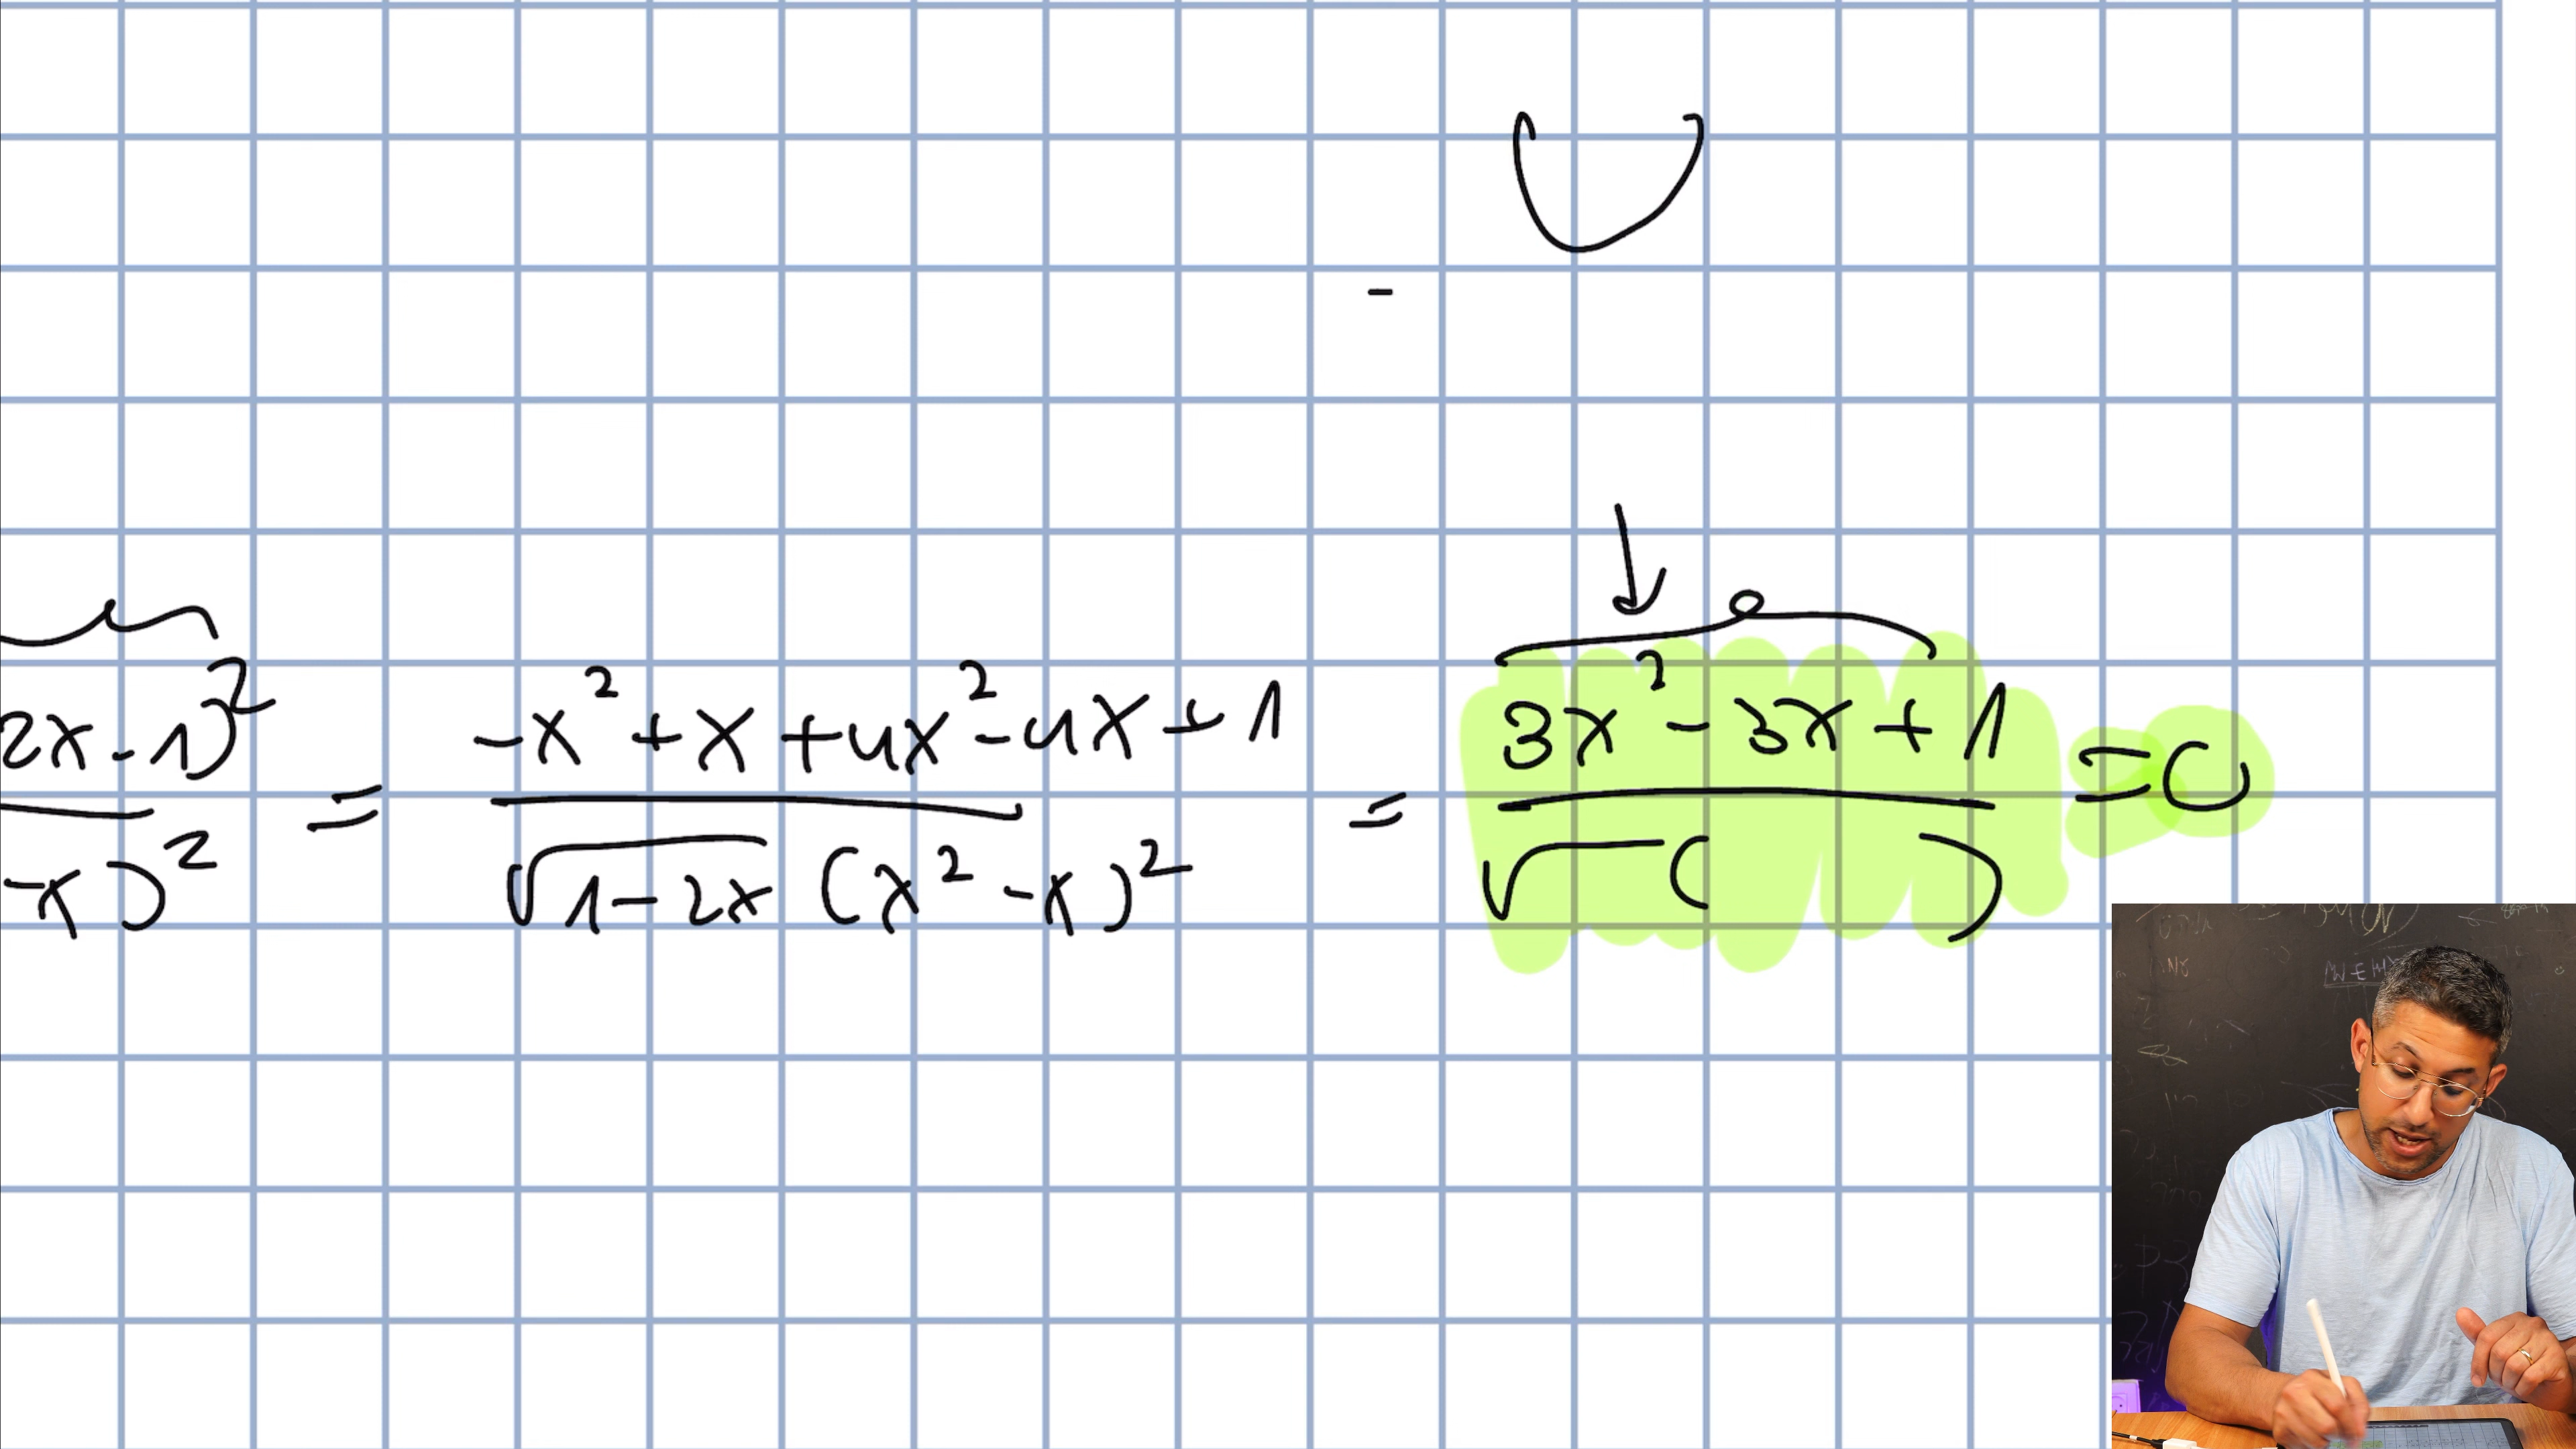 2x-1)² / -x)² = (-x²+x+4x²-4x+1) / (√(1-2x) (x²-x)²) = (3x²-3x+1) / (√ ( )) = 0